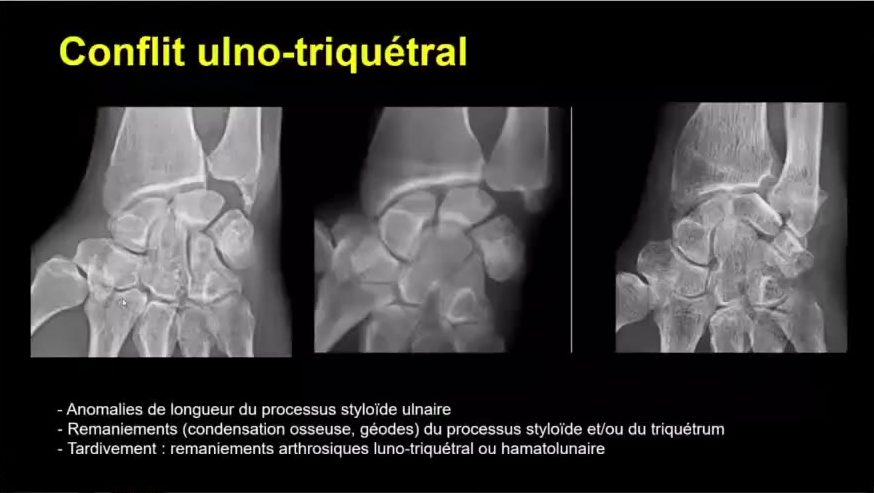 Conflit ulno-triquétral
- Anomalies de longueur du processus styloïde ulnaire
- Remaniements (condensation osseuse, géodes) du processus styloïde et/ou du triquétrum
- Tardivement : remaniements arthrosiques luno-triquétral ou hamatolunaire